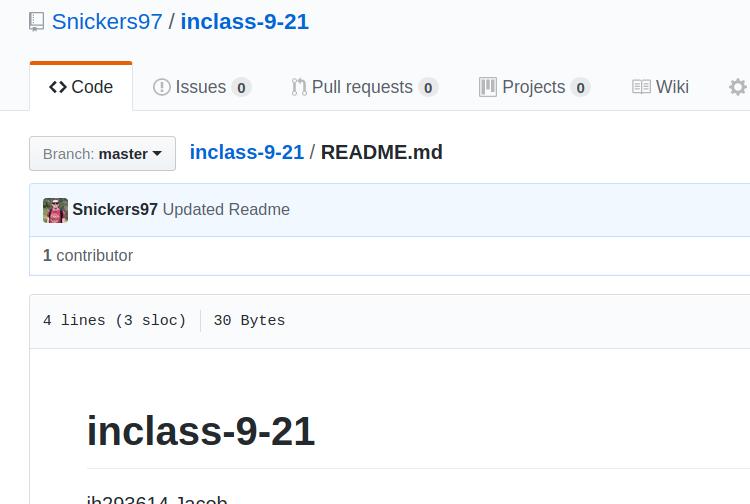 Snickers97 / inclass-9-21
Code Issues 0 Pull requests 0 Projects 0 Wiki
Branch: master inclass-9-21 / README.md
Snickers97 Updated Readme
1 contributor
4 lines (3 sloc) 30 Bytes
inclass-9-21
jh293614 Jacob